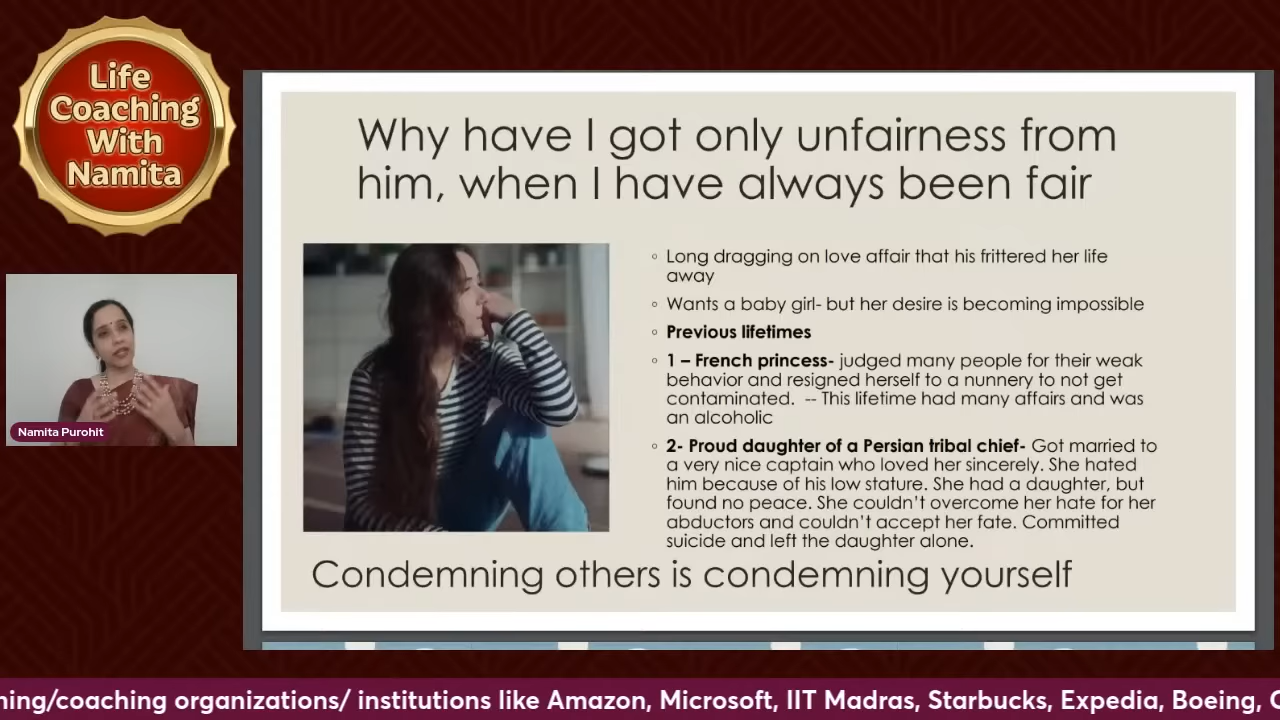 Life
Coaching
With
Namita
Namita Purohit
Why have I got only unfairness from
him, when I have always been fair
◦ Long dragging on love affair that his frittered her life
away
◦ Wants a baby girl- but her desire is becoming impossible
◦ Previous lifetimes
◦ 1 – French princess- judged many people for their weak
behavior and resigned herself to a nunnery to not get
contaminated.  -- This lifetime had many affairs and was
an alcoholic
◦ 2- Proud daughter of a Persian tribal chief- Got married to
a very nice captain who loved her sincerely. She hated
him because of his low stature. She had a daughter, but
found no peace. She couldn't overcome her hate for her
abductors and couldn't accept her fate. Committed
suicide and left the daughter alone.
Condemning others is condemning yourself
ning/coaching organizations/ institutions like Amazon, Microsoft, IIT Madras, Starbucks, Expedia, Boeing,